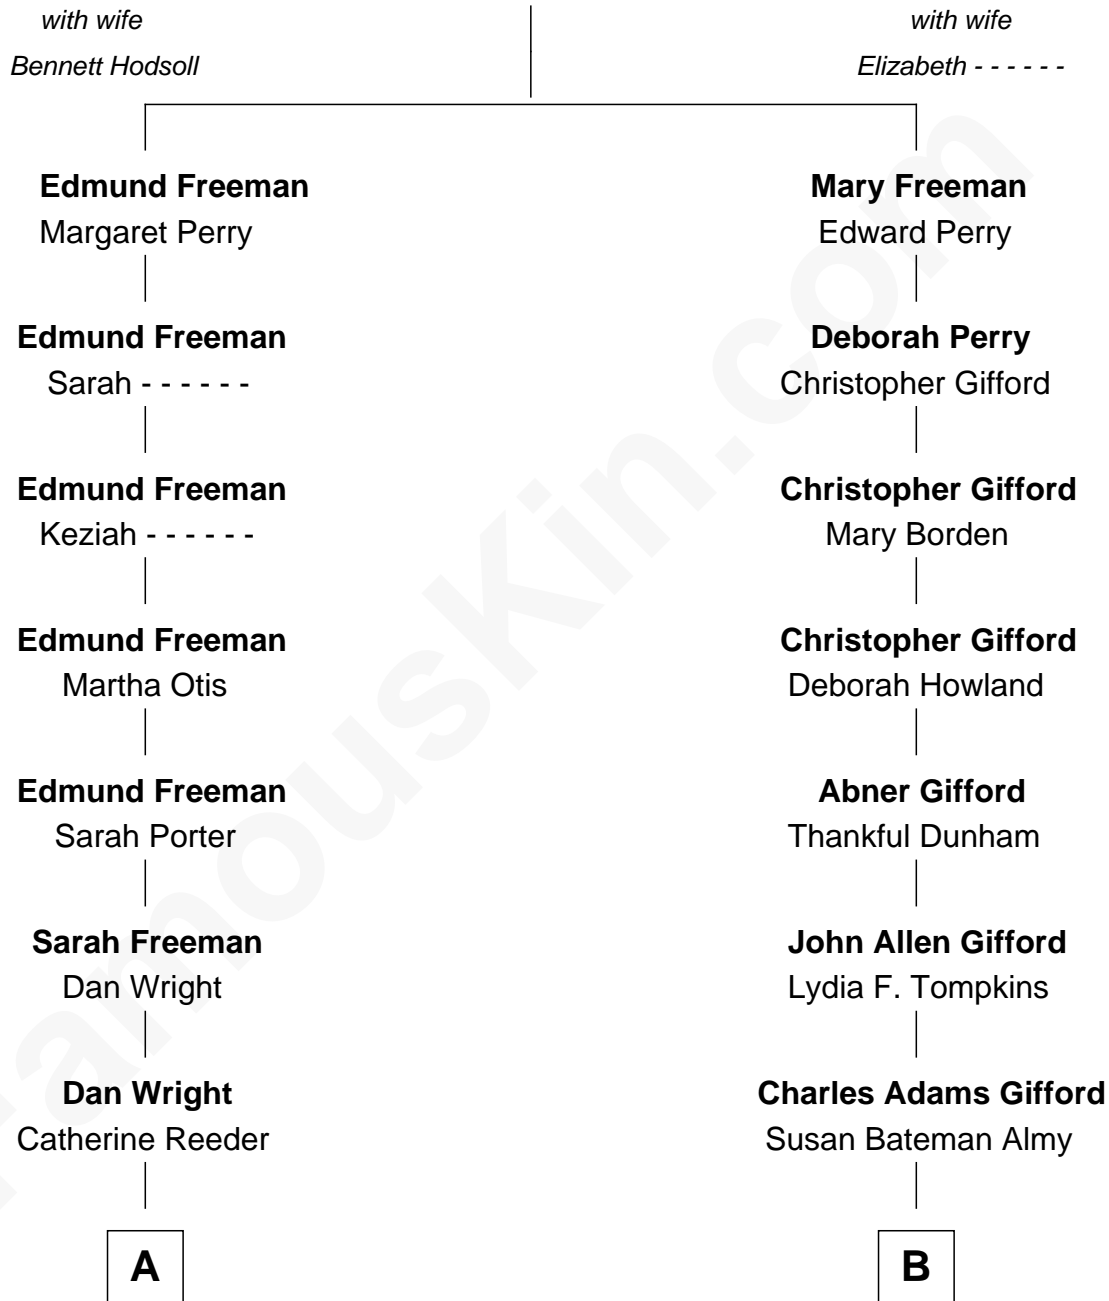 with wife
Bennett Hodsoll
with wife
Elizabeth - - - - - -
Edmund Freeman
Margaret Perry
Mary Freeman
Edward Perry
Edmund Freeman
Sarah - - - - - -
Deborah Perry
Christopher Gifford
Edmund Freeman
Keziah - - - - - -
Christopher Gifford
Mary Borden
Edmund Freeman
Martha Otis
Christopher Gifford
Deborah Howland
Edmund Freeman
Sarah Porter
Abner Gifford
Thankful Dunham
Sarah Freeman
Dan Wright
John Allen Gifford
Lydia F. Tompkins
Dan Wright
Catherine Reeder
Charles Adams Gifford
Susan Bateman Almy
A
B
FamousKin.com